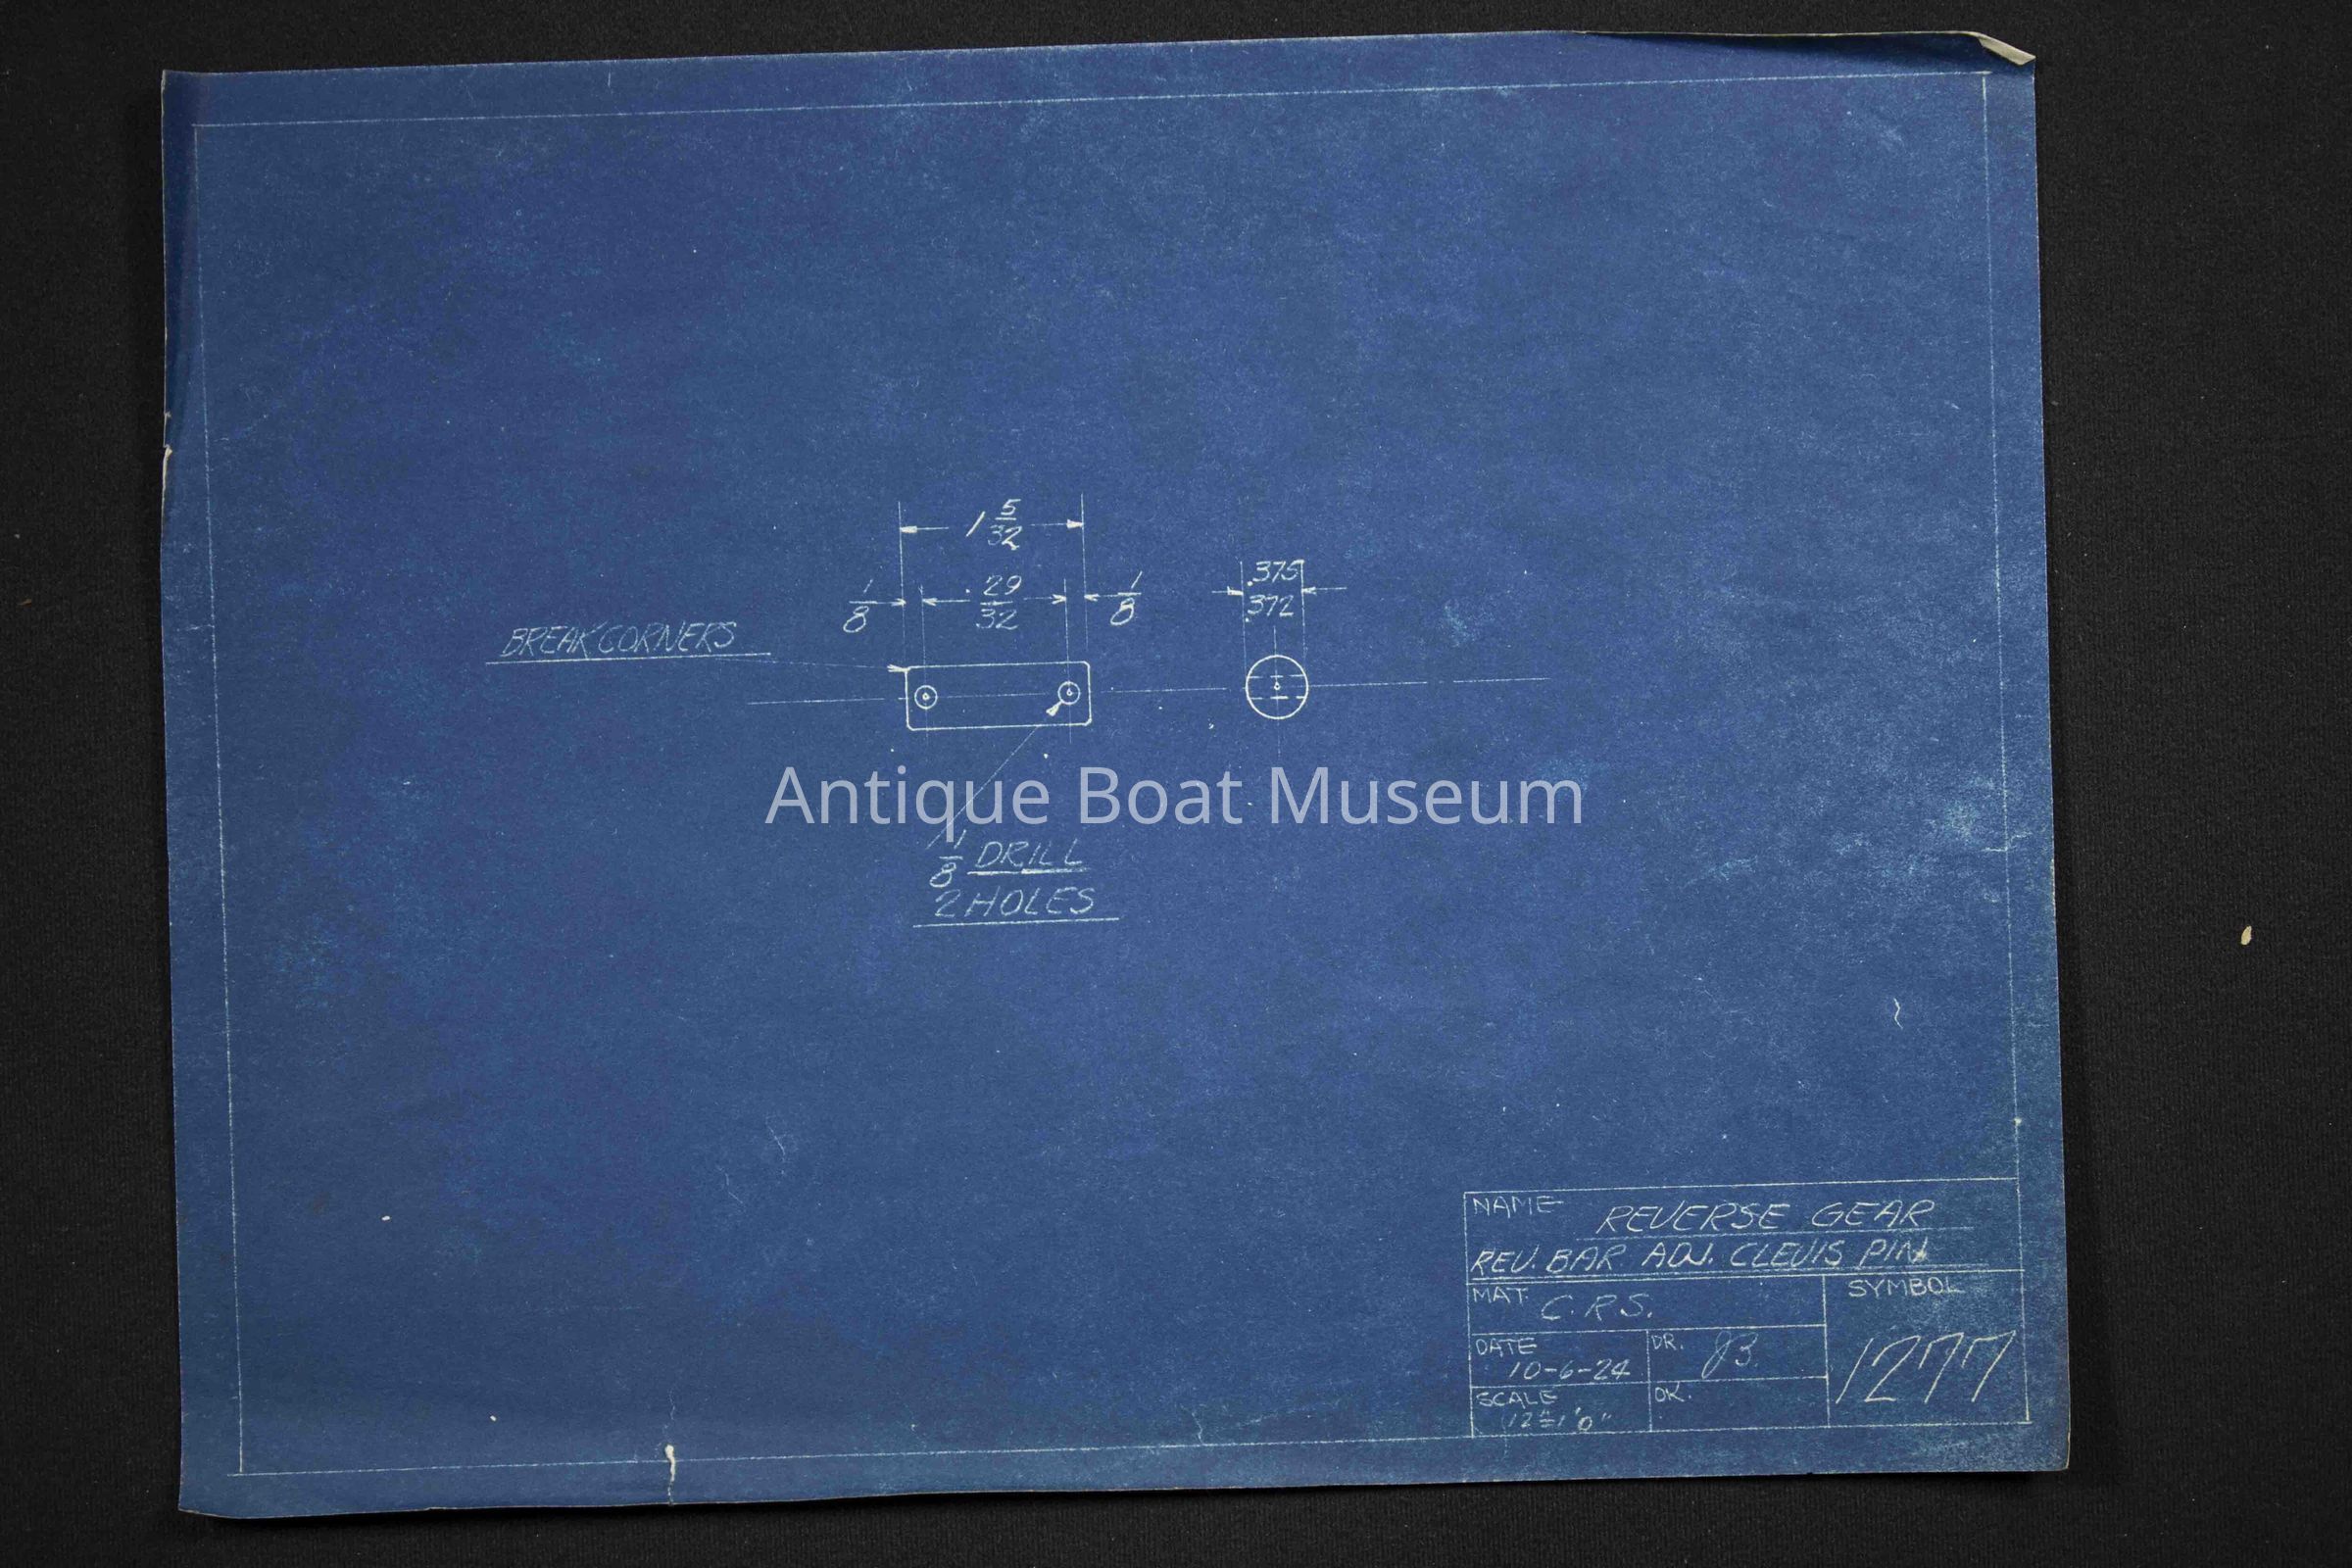 1 5/32
1/8 29/32 1/8
.375
.372
BREAK CORNERS
Antique Boat Museum
1/8 DRILL
2 HOLES
NAME REVERSE GEAR
REV. BAR ADJ. CLEVIS PIN
MAT. C.R.S.
SYMBOL
DATE 10-6-24
DR. JB.
1277
SCALE 12"=1'0"
OK.